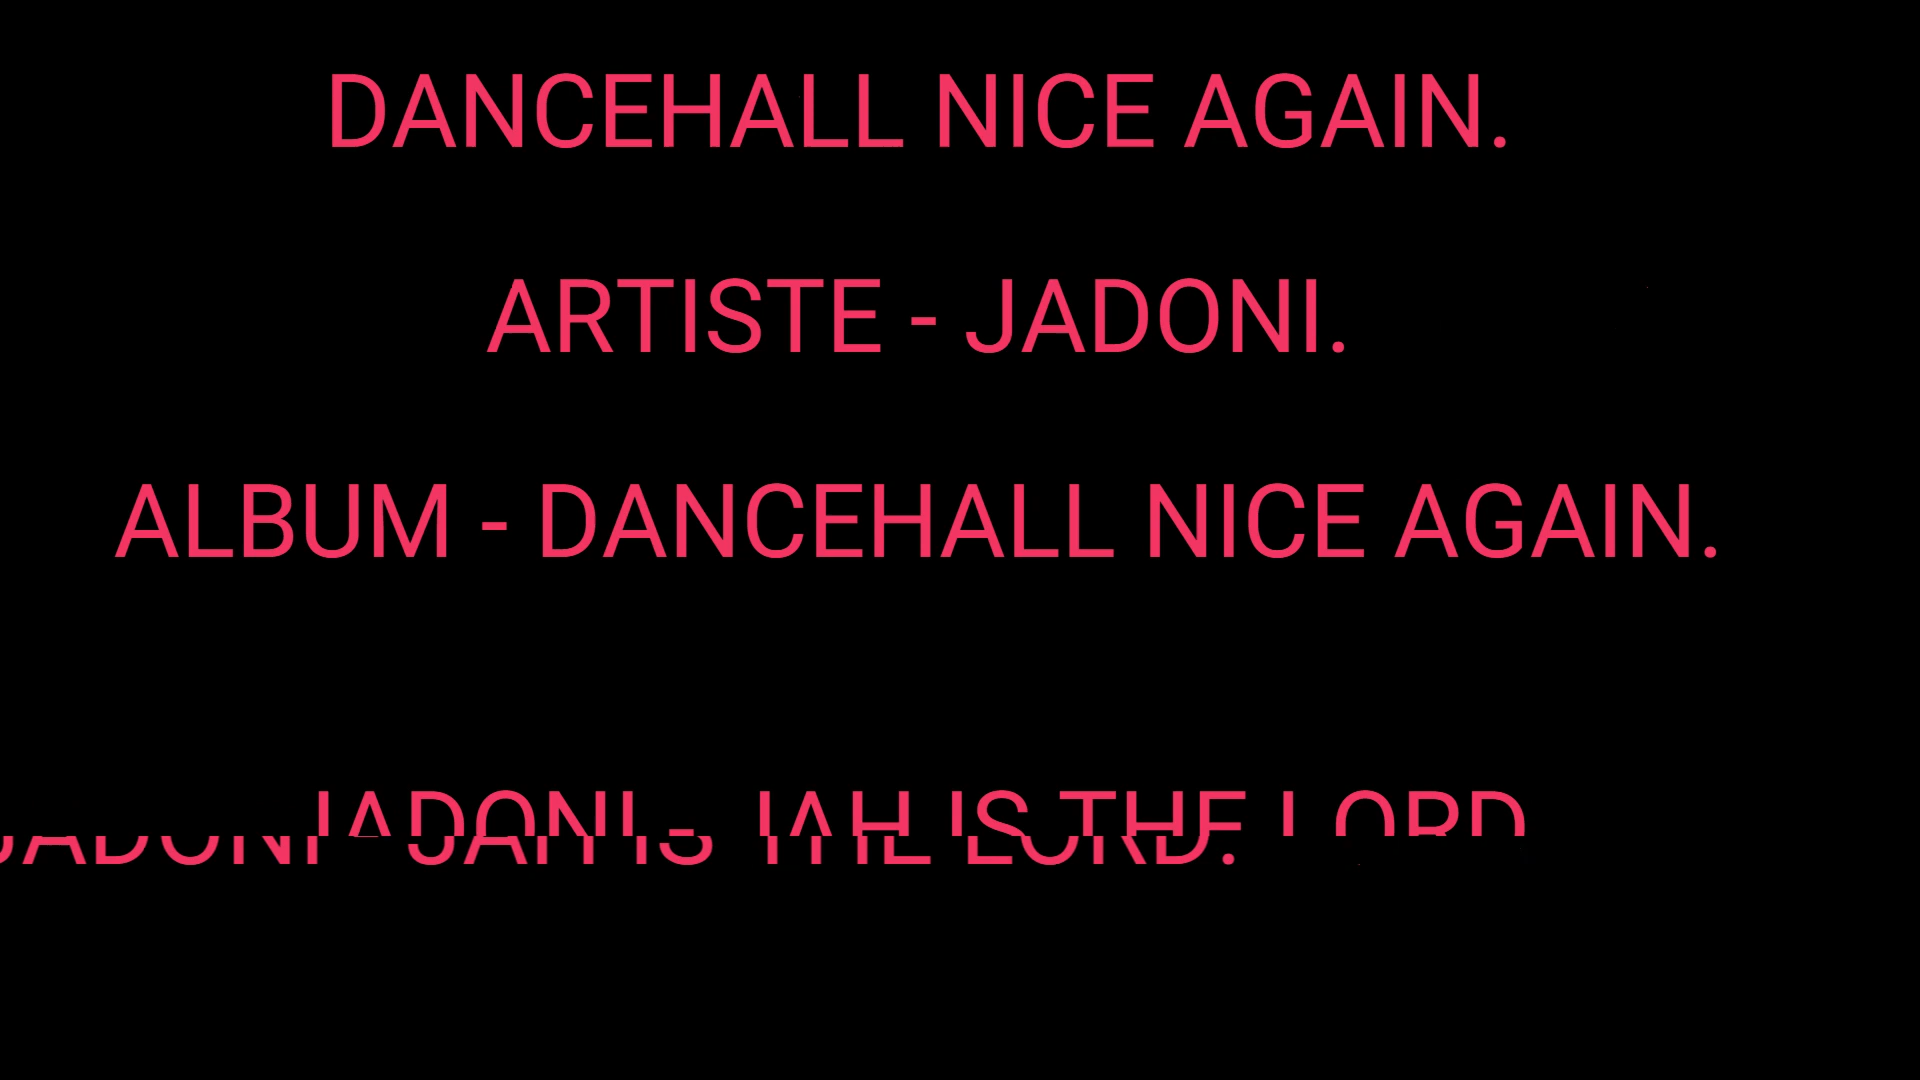 DANCEHALL NICE AGAIN.
ARTISTE - JADONI.
ALBUM - DANCEHALL NICE AGAIN.
JADONI - JAH IS THE LORD.